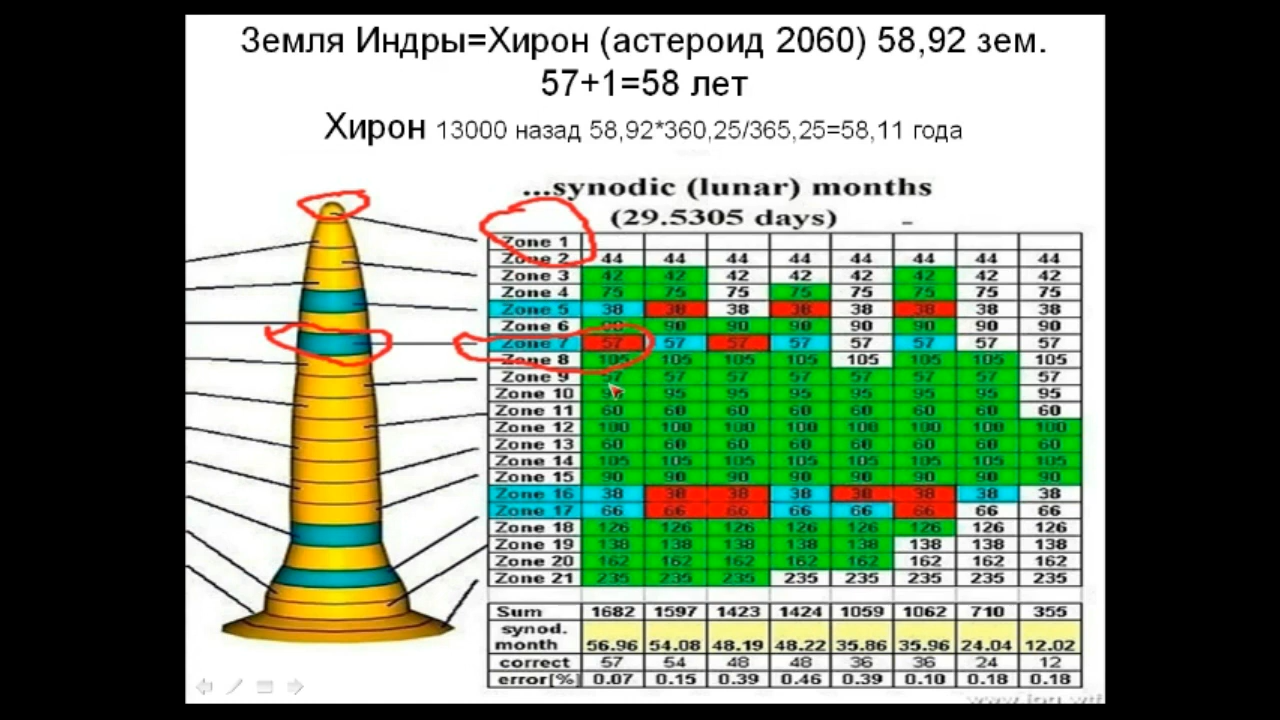 Земля Индры=Хирон (астероид 2060) 58,92 зем.
57+1=58 лет
Хирон 13000 назад 58,92*360,25/365,25=58,11 года
...synodic (lunar) months
(29.5305 days) –
Zone 1
Zone 2 44 44 44 44 44 44 44 44
Zone 3 42 42 42 42 42 42 42 42
Zone 4 75 75 75 75 75 75 75 75
Zone 5 38 38 38 38 38 38 38 38
Zone 6 90 90 90 90 90 90 90 90
Zone 7 57 57 57 57 57 57 57 57
Zone 8 105 105 105 105 105 105 105 105
Zone 9 57 57 57 57 57 57 57
Zone 10 95 95 95 95 95 95 95
Zone 11 60 60 60 60 60 60 60 60
Zone 12 100 100 100 100 100 100 100 100
Zone 13 60 60 60 60 60 60 60 60
Zone 14 105 105 105 105 105 105 105 105
Zone 15 90 90 90 90 90 90 90 90
Zone 16 38 38 38 38 38 38 38 38
Zone 17 66 66 66 66 66 66 66 66
Zone 18 126 126 126 126 126 126 126 126
Zone 19 138 138 138 138 138 138 138 138
Zone 20 162 162 162 162 162 162 162 162
Zone 21 235 235 235 235 235 235 235 235
Sum 1682 1597 1423 1424 1059 1062 710 355
synod.
month 56.96 54.08 48.19 48.22 35.86 35.96 24.04 12.02
correct 57 54 48 48 36 36 24 12
error[%] 0.07 0.15 0.39 0.46 0.39 0.10 0.18 0.18